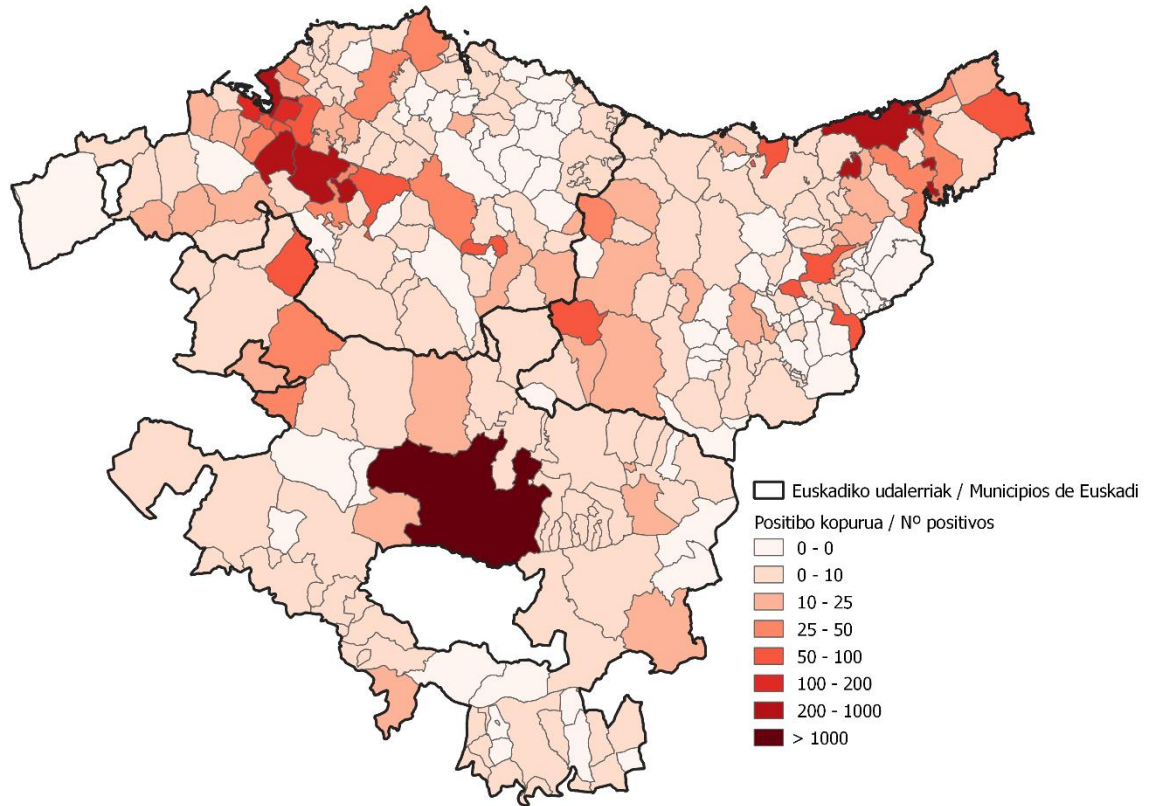 Euskadiko udalerriak / Municipios de Euskadi
Positibo kopurua / Nº positivos
0 - 0
0 - 10
10 - 25
25 - 50
50 - 100
100 - 200
200 - 1000
> 1000